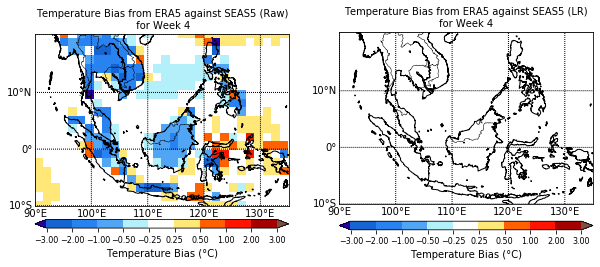 Temperature Bias from ERA5 against SEAS5 (Raw)
for Week 4
10°N
0°
10°S
90°E 100°E 110°E 120°E 130°E
−3.00 −2.00 −1.00 −0.50 −0.25 0.25 0.50 1.00 2.00 3.00
Temperature Bias (°C)
Temperature Bias from ERA5 against SEAS5 (LR)
for Week 4
10°N
0°
10°S
90°E 100°E 110°E 120°E 130°E
−3.00 −2.00 −1.00 −0.50 −0.25 0.25 0.50 1.00 2.00 3.00
Temperature Bias (°C)